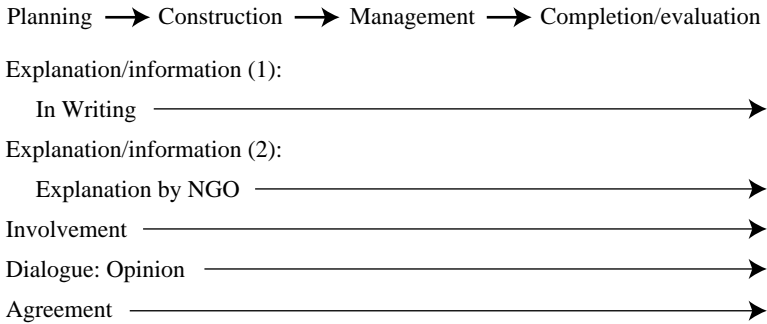 Planning → Construction → Management → Completion/evaluation
Explanation/information (1):
In Writing
Explanation/information (2):
Explanation by NGO
Involvement
Dialogue: Opinion
Agreement